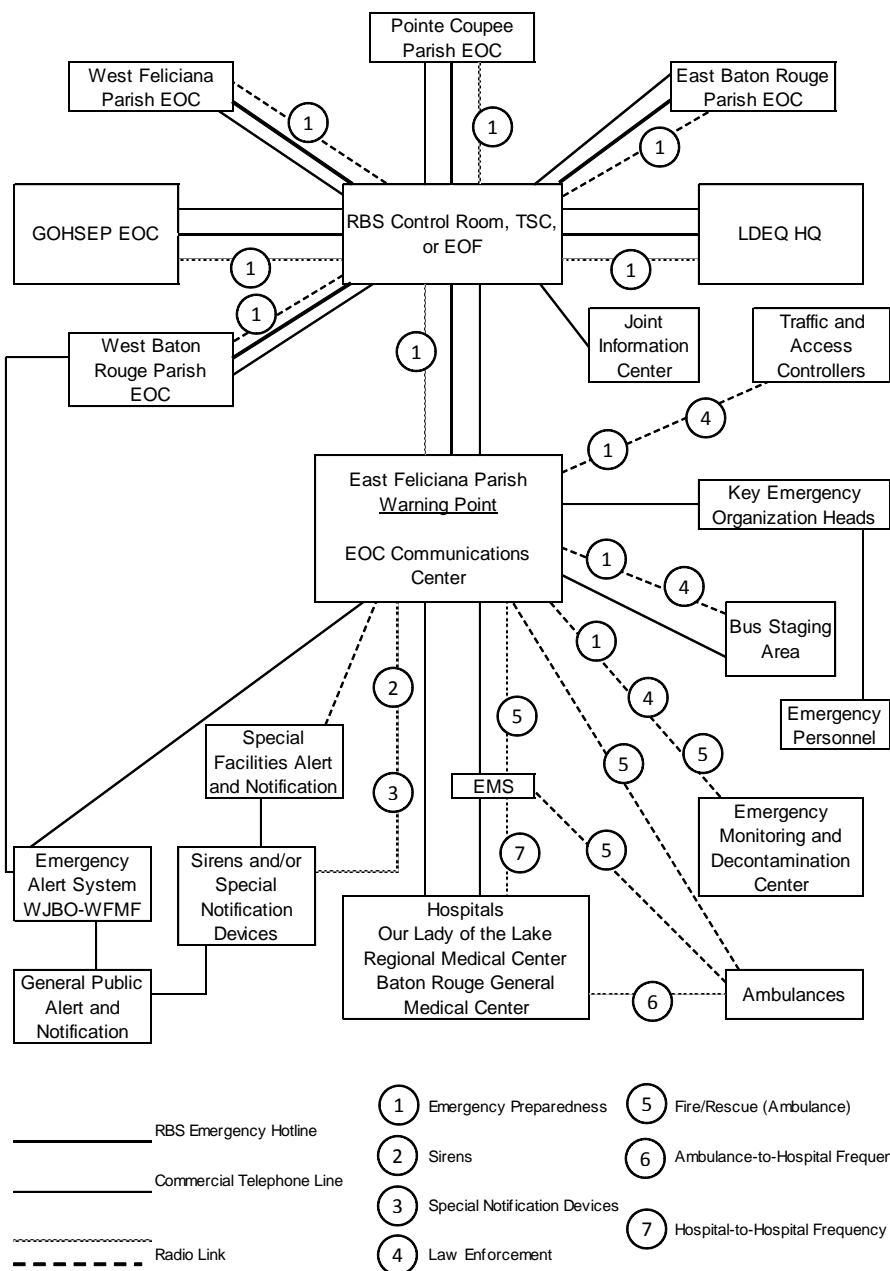 Pointe Coupee
Parish EOC
West Feliciana
Parish EOC
East Baton Rouge
Parish EOC
1
1
1
GOHSEP EOC
RBS Control Room, TSC,
or EOF
LDEQ HQ
1
1
1
West Baton
Rouge Parish
EOC
1
Joint
Information
Center
Traffic and
Access
Controllers
4
1
East Feliciana Parish
Warning Point
EOC Communications
Center
Key Emergency
Organization Heads
1
4
Bus Staging
Area
1
2
4
5
Emergency
Personnel
Special
Facilities Alert
and Notification
5
5
3
EMS
Emergency
Monitoring and
Decontamination
Center
Emergency
Alert System
WJBO-WFMF
Sirens and/or
Special
Notification
Devices
7
5
Hospitals
Our Lady of the Lake
Regional Medical Center
Baton Rouge General
Medical Center
General Public
Alert and
Notification
6
Ambulances
RBS Emergency Hotline
Commercial Telephone Line
Radio Link
1 Emergency Preparedness
2 Sirens
3 Special Notification Devices
4 Law Enforcement
5 Fire/Rescue (Ambulance)
6 Ambulance-to-Hospital Frequen
7 Hospital-to-Hospital Frequency